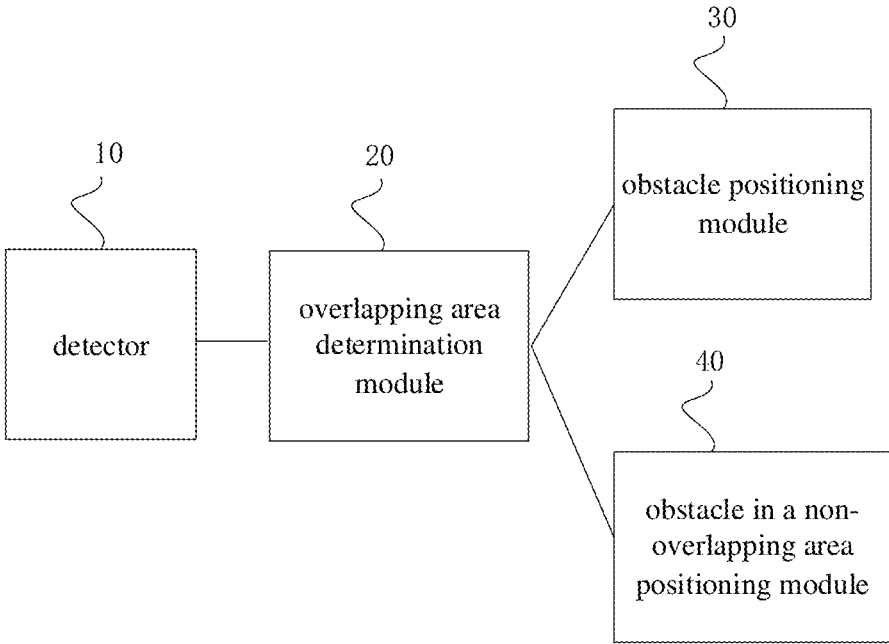 10
detector
20
overlapping area
determination
module
30
obstacle positioning
module
40
obstacle in a non-
overlapping area
positioning module